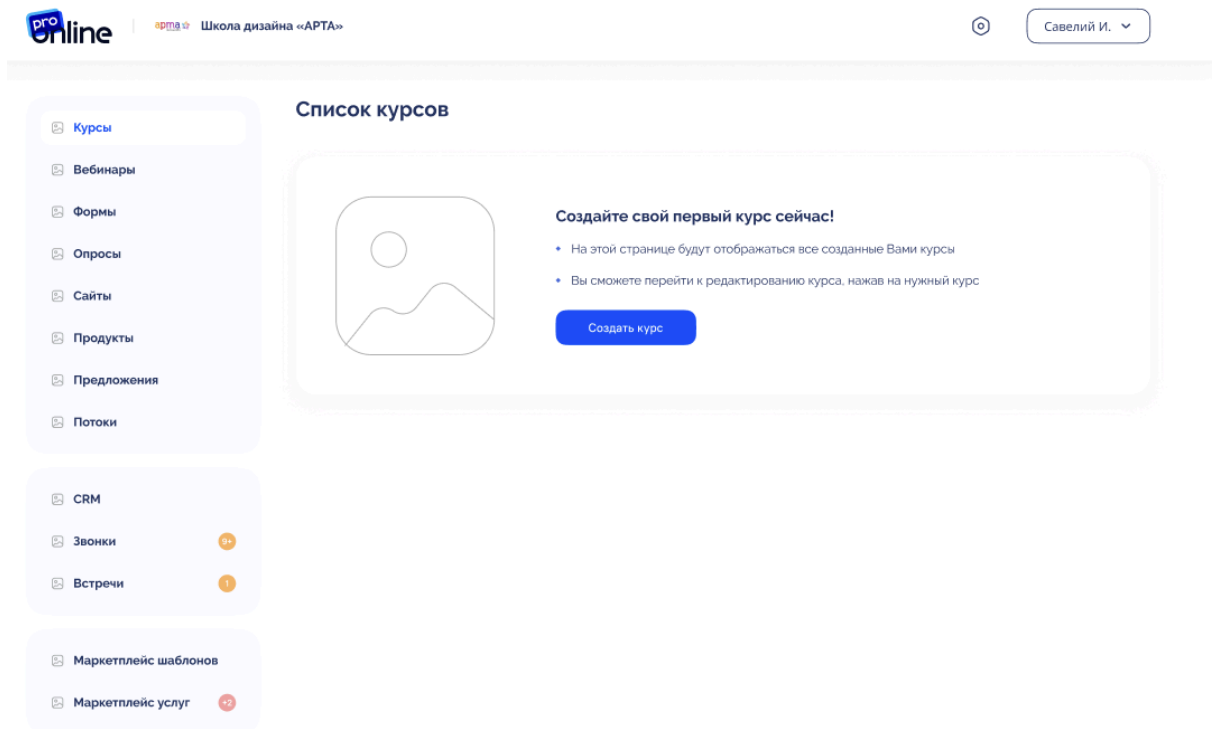 pro
online
арта Школа дизайна «АРТА»
Савелий И.
Курсы
Вебинары
Формы
Опросы
Сайты
Продукты
Предложения
Потоки
CRM
Звонки 9+
Встречи 1
Маркетплейс шаблонов
Маркетплейс услуг +2
Список курсов
Создайте свой первый курс сейчас!
На этой странице будут отображаться все созданные Вами курсы
Вы сможете перейти к редактированию курса, нажав на нужный курс
Создать курс